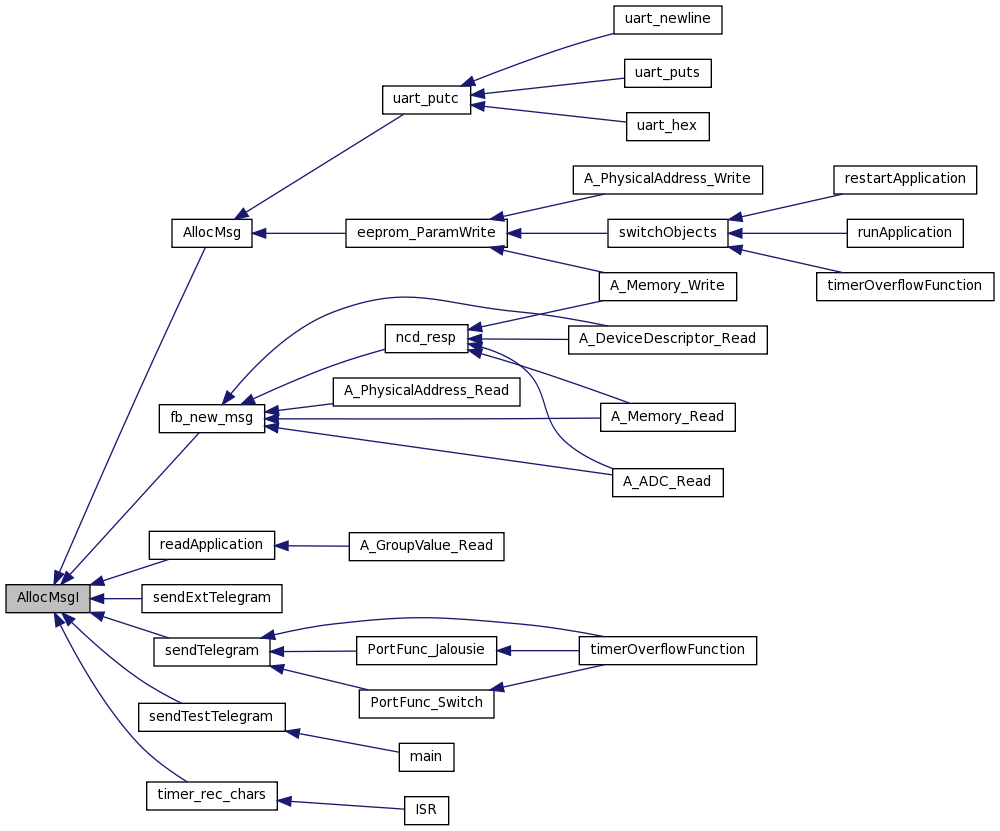 uart_newline
uart_puts
uart_putc
uart_hex
A_PhysicalAddress_Write
restartApplication
AllocMsg
eeprom_ParamWrite
switchObjects
runApplication
A_Memory_Write
timerOverflowFunction
ncd_resp
A_DeviceDescriptor_Read
A_PhysicalAddress_Read
fb_new_msg
A_Memory_Read
A_ADC_Read
readApplication
A_GroupValue_Read
AllocMsgI
sendExtTelegram
sendTelegram
PortFunc_Jalousie
timerOverflowFunction
PortFunc_Switch
sendTestTelegram
main
timer_rec_chars
ISR